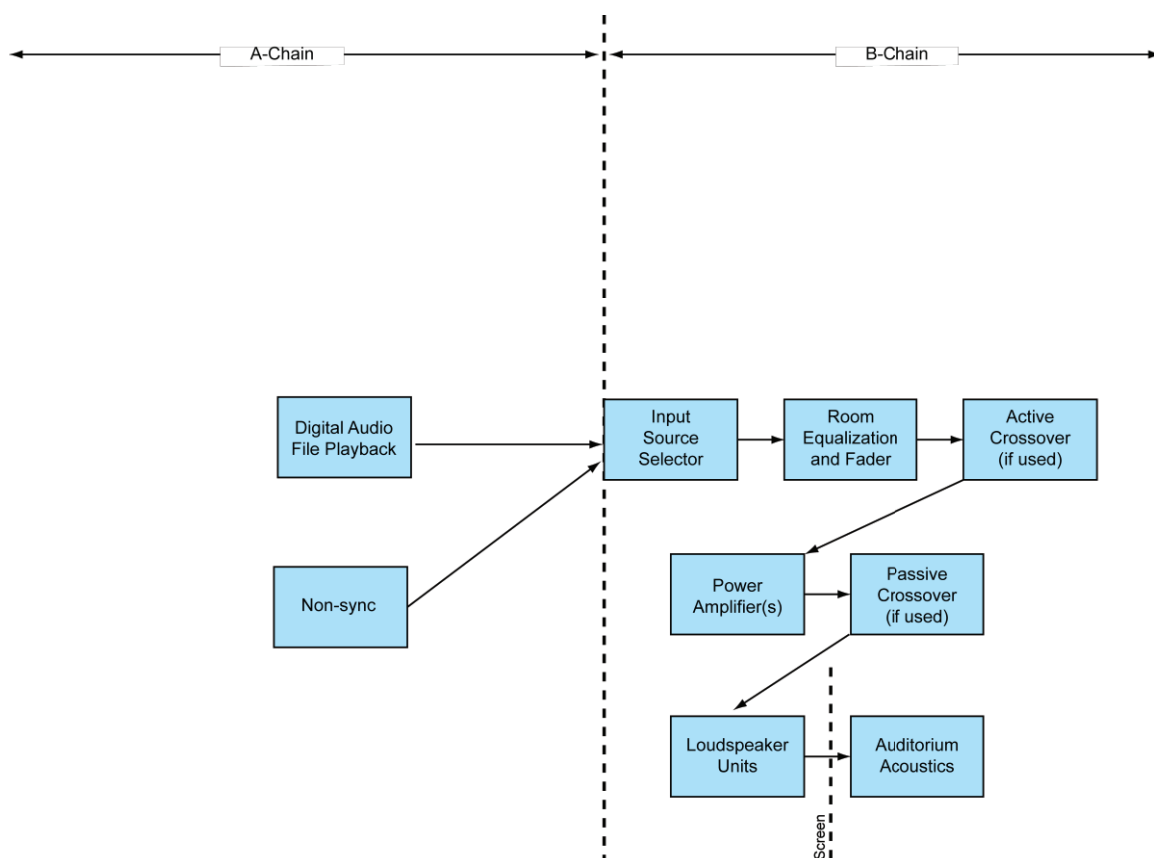 A-Chain
B-Chain
Digital Audio
File Playback
Input
Source
Selector
Room
Equalization
and Fader
Active
Crossover
(if used)
Non-sync
Power
Amplifier(s)
Passive
Crossover
(if used)
Loudspeaker
Units
Auditorium
Acoustics
Screen